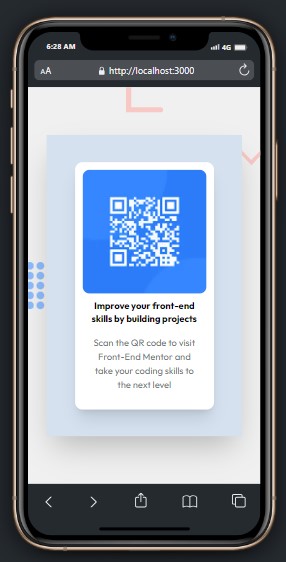 6:28 AM
4G
AA
http://localhost:3000
Improve your front-end
skills by building projects
Scan the QR code to visit
Front-End Mentor and
take your coding skills to
the next level